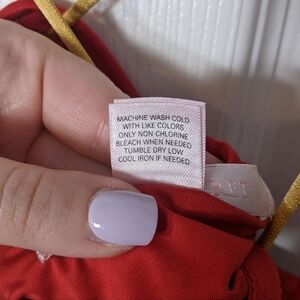 MACHINE WASH COLD
WITH LIKE COLORS
ONLY NON CHLORINE
BLEACH WHEN NEEDED
TUMBLE DRY LOW
COOL IRON IF NEEDED